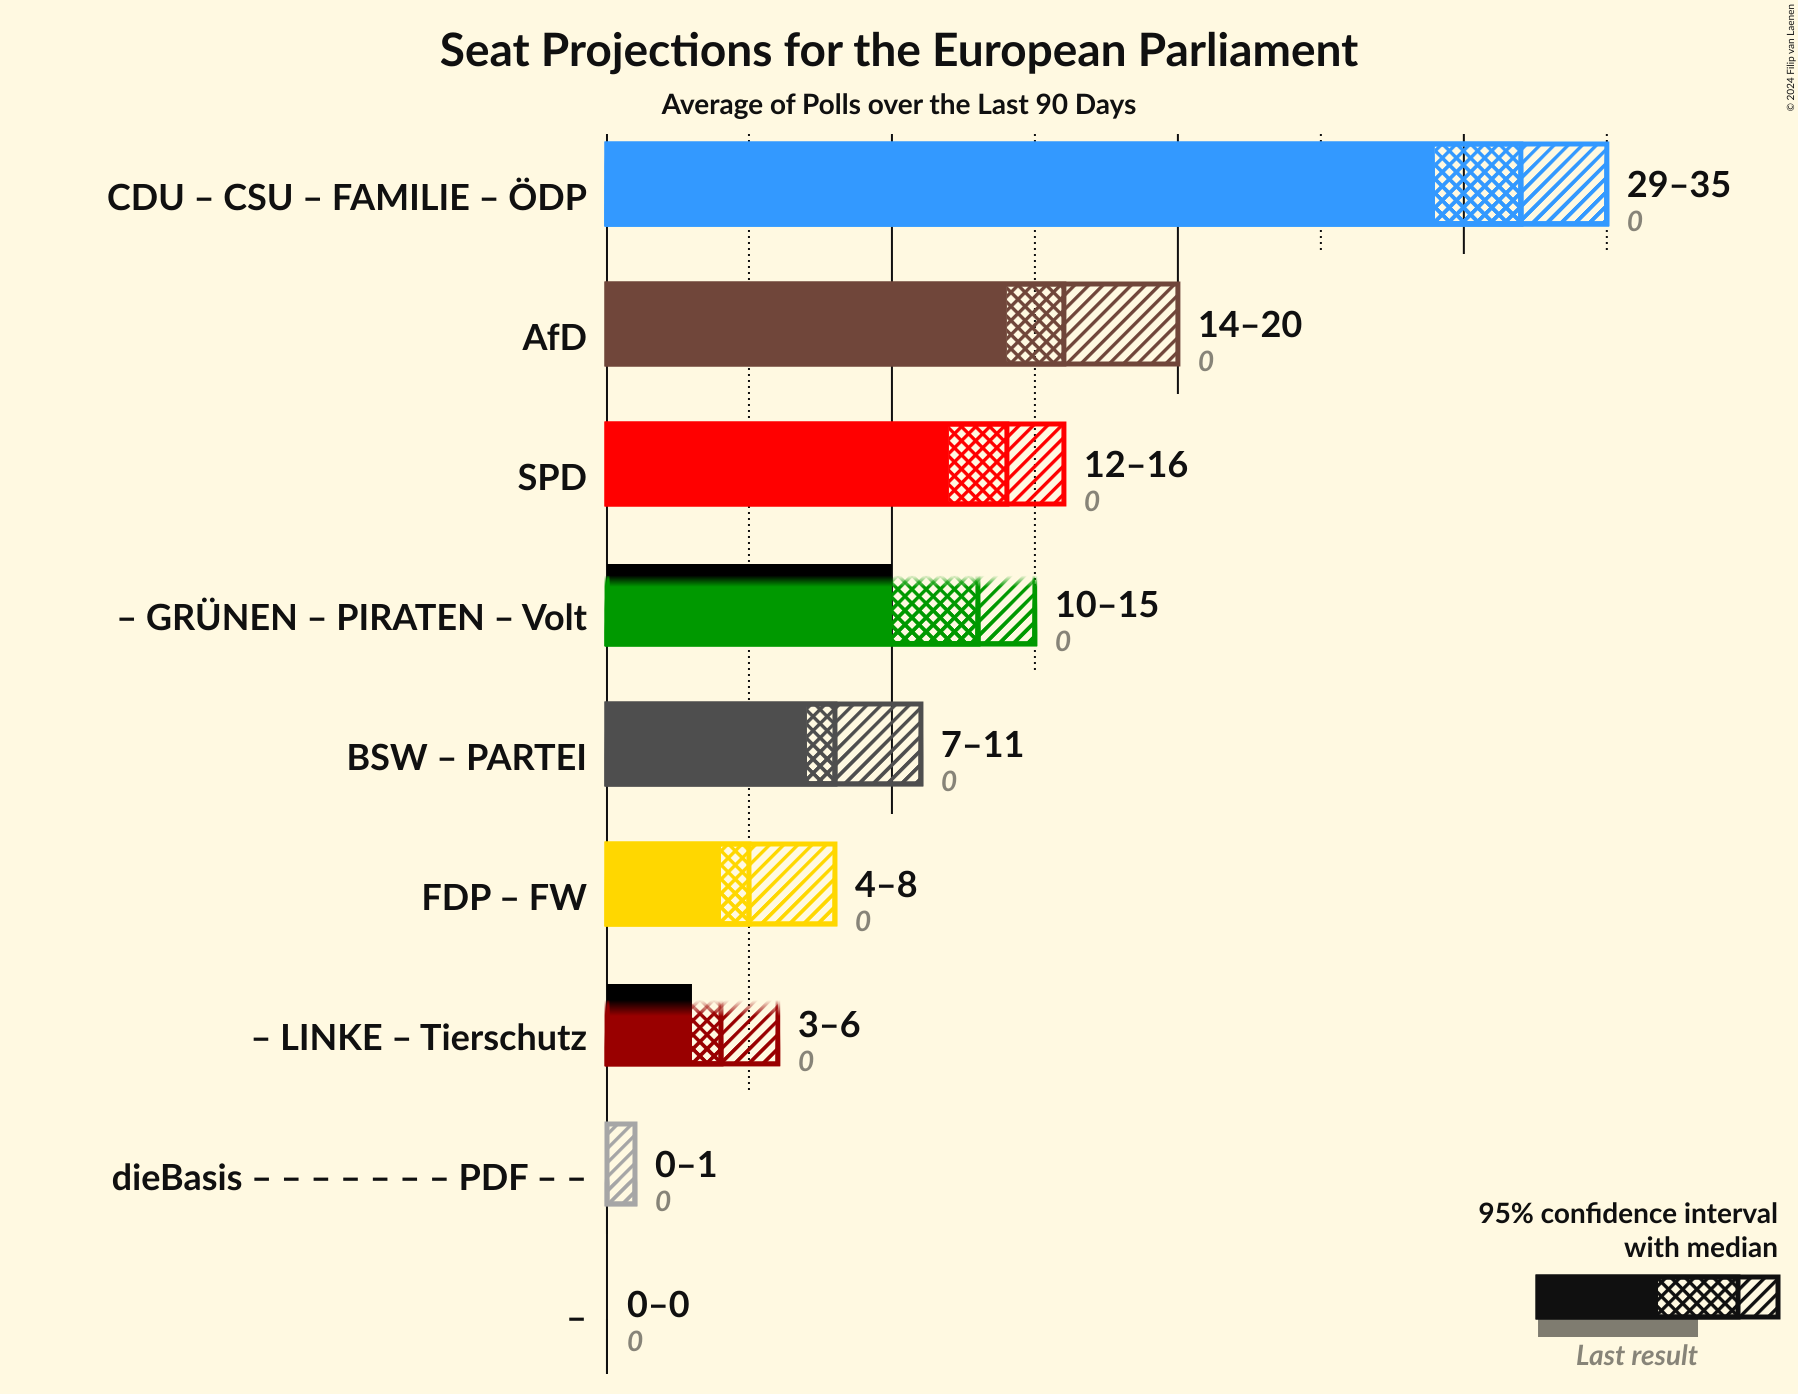 Seat Projections for the European Parliament
Average of Polls over the Last 90 Days
© 2024 Filip van Laenen
CDU – CSU – FAMILIE – ÖDP
29–35
0
AfD
14–20
0
SPD
12–16
0
– GRÜNEN – PIRATEN – Volt
10–15
0
BSW – PARTEI
7–11
0
FDP – FW
4–8
0
– LINKE – Tierschutz
3–6
0
dieBasis – – – – – – – PDF – –
0–1
0
–
0–0
0
95% confidence interval
with median
Last result